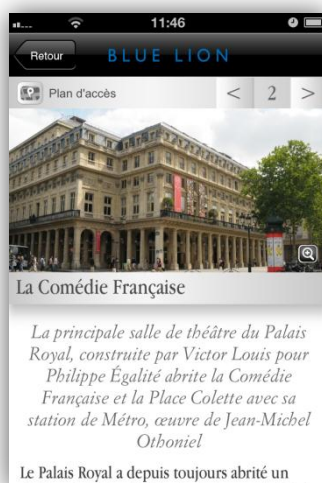 11:46
Retour
BLUE LION
Plan d'accès
< 2 >
La Comédie Française
La principale salle de théâtre du Palais
Royal, construite par Victor Louis pour
Philippe Égalité abrite la Comédie
Française et la Place Colette avec sa
station de Métro, œuvre de Jean-Michel
Othoniel
Le Palais Royal a depuis toujours abrité un